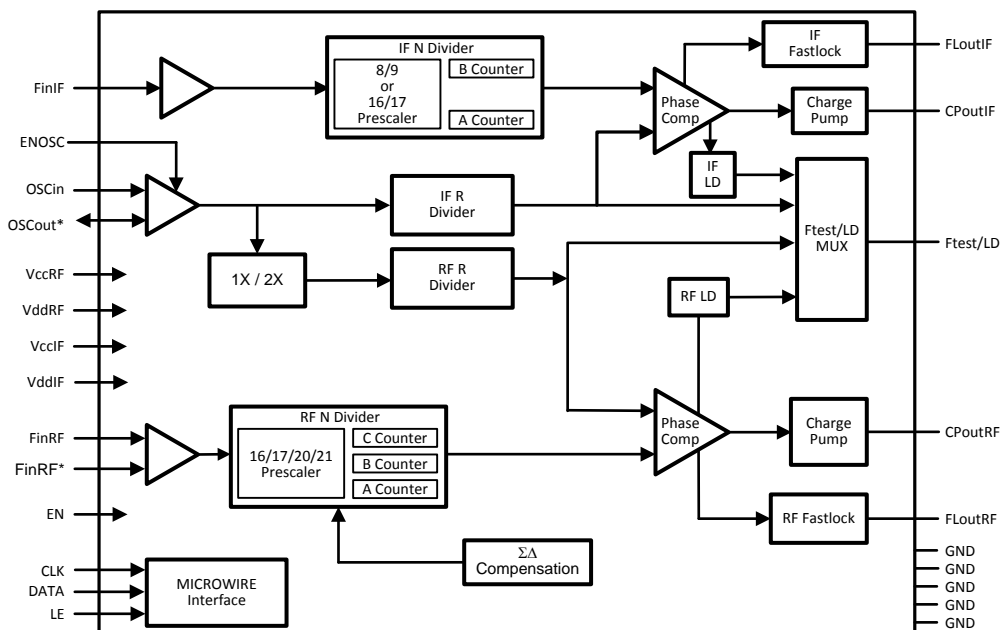 IF N Divider
8/9
or
16/17
Prescaler
B Counter
A Counter
IF
Fastlock
FLoutIF
FinIF
Phase
Comp
Charge
Pump
CPoutIF
ENOSC
IF
LD
OSCin
OSCout*
IF R
Divider
Ftest/LD
MUX
Ftest/LD
VccRF
1X / 2X
RF R
Divider
RF LD
VddRF
VccIF
VddIF
RF N Divider
16/17/20/21
Prescaler
C Counter
B Counter
A Counter
FinRF
FinRF*
Phase
Comp
Charge
Pump
CPoutRF
EN
RF Fastlock
FLoutRF
ΣΔ
Compensation
CLK
DATA
LE
MICROWIRE
Interface
GND
GND
GND
GND
GND